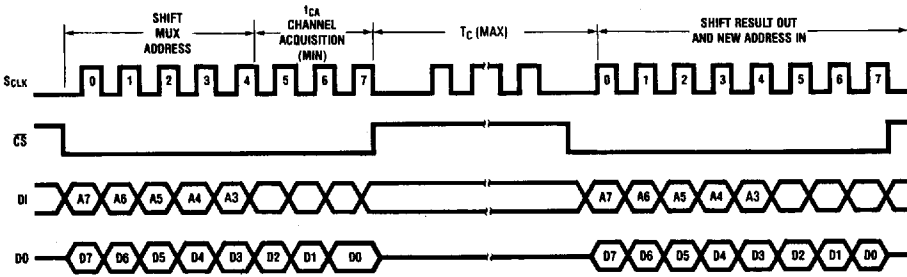 SHIFT
MUX
ADDRESS
tCA
CHANNEL
ACQUISITION
(MIN)
TC (MAX)
SHIFT RESULT OUT
AND NEW ADDRESS IN
SCLK 0 1 2 3 4 5 6 7 0 1 2 3 4 5 6 7
CS
DI A7 A6 A5 A4 A3 A7 A6 A5 A4 A3
DO D7 D6 D5 D4 D3 D2 D1 D0 D7 D6 D5 D4 D3 D2 D1 D0